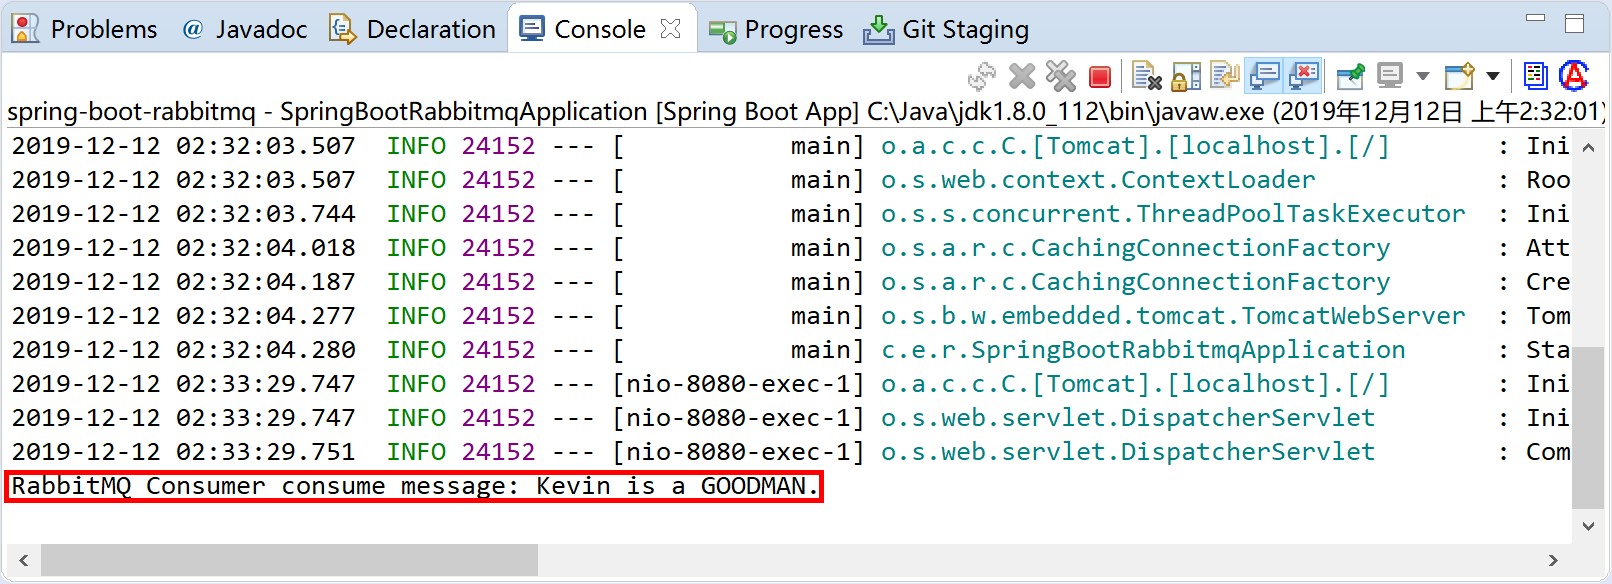 Problems @ Javadoc Declaration Console Progress Git Staging
spring-boot-rabbitmq - SpringBootRabbitmqApplication [Spring Boot App] C:\Java\jdk1.8.0_112\bin\javaw.exe (2019年12月12日 上午2:32:01)
2019-12-12 02:32:03.507  INFO 24152 --- [           main] o.a.c.c.C.[Tomcat].[localhost].[/]       : Ini
2019-12-12 02:32:03.507  INFO 24152 --- [           main] o.s.web.context.ContextLoader            : Roo
2019-12-12 02:32:03.744  INFO 24152 --- [           main] o.s.s.concurrent.ThreadPoolTaskExecutor  : Ini
2019-12-12 02:32:04.018  INFO 24152 --- [           main] o.s.a.r.c.CachingConnectionFactory       : Att
2019-12-12 02:32:04.187  INFO 24152 --- [           main] o.s.a.r.c.CachingConnectionFactory       : Cre
2019-12-12 02:32:04.277  INFO 24152 --- [           main] o.s.b.w.embedded.tomcat.TomcatWebServer  : Tom
2019-12-12 02:32:04.280  INFO 24152 --- [           main] c.e.r.SpringBootRabbitmqApplication      : Sta
2019-12-12 02:33:29.747  INFO 24152 --- [nio-8080-exec-1] o.a.c.c.C.[Tomcat].[localhost].[/]       : Ini
2019-12-12 02:33:29.747  INFO 24152 --- [nio-8080-exec-1] o.s.web.servlet.DispatcherServlet        : Ini
2019-12-12 02:33:29.751  INFO 24152 --- [nio-8080-exec-1] o.s.web.servlet.DispatcherServlet        : Com
RabbitMQ Consumer consume message: Kevin is a GOODMAN.